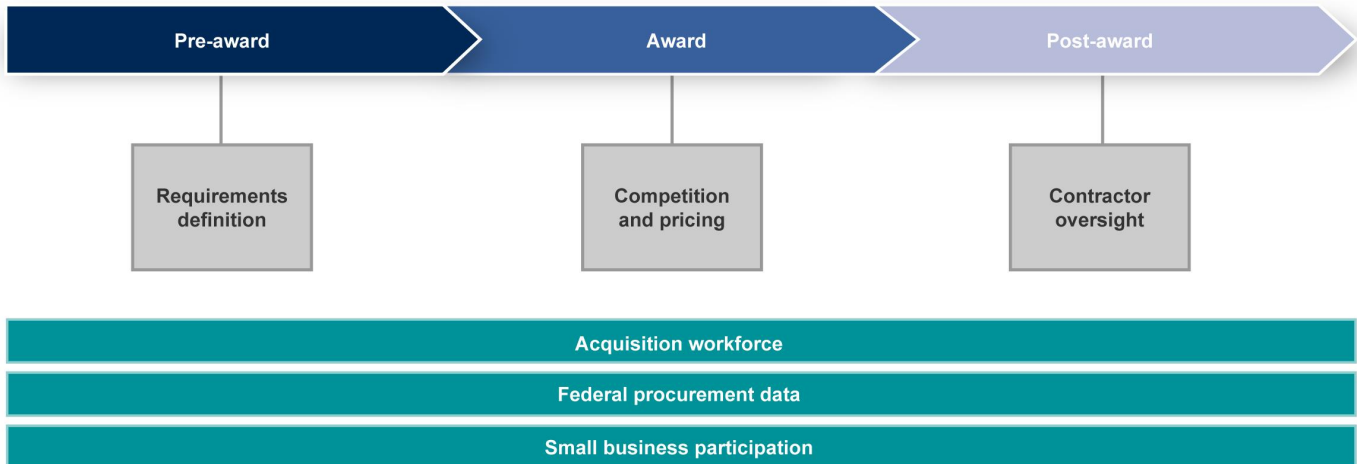 Pre-award
Award
Post-award
Requirements
definition
Competition
and pricing
Contractor
oversight
Acquisition workforce
Federal procurement data
Small business participation